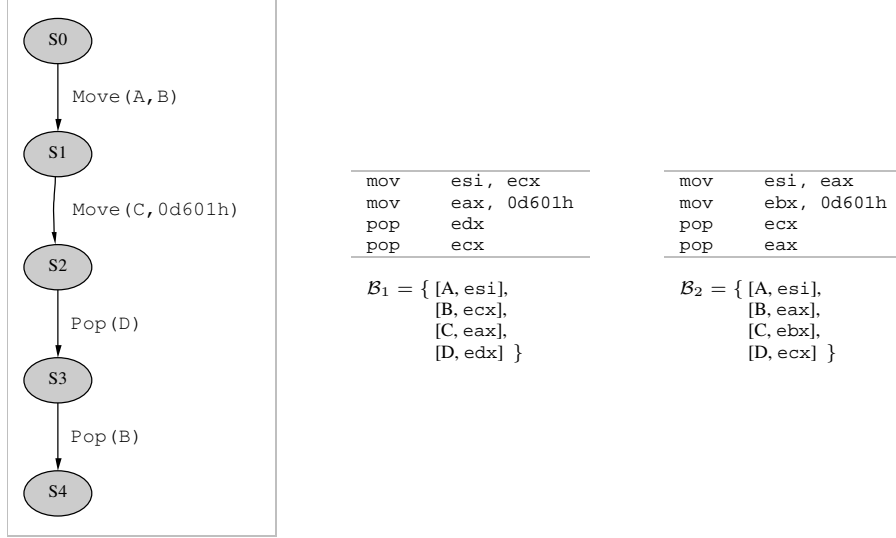 S0
Move(A,B)
S1
Move(C,0d601h)
S2
Pop(D)
S3
Pop(B)
S4
mov esi, ecx
mov eax, 0d601h
pop edx
pop ecx
B1 = { [A, esi],
[B, ecx],
[C, eax],
[D, edx] }
mov esi, eax
mov ebx, 0d601h
pop ecx
pop eax
B2 = { [A, esi],
[B, eax],
[C, ebx],
[D, ecx] }